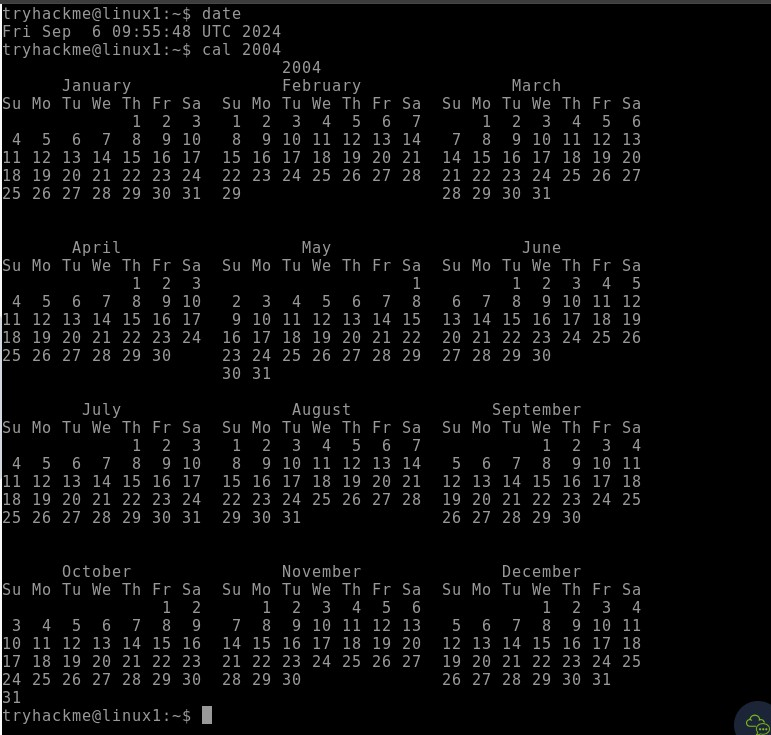 tryhackme@linux1:~$ date
Fri Sep  6 09:55:48 UTC 2024
tryhackme@linux1:~$ cal 2004
                            2004
      January               February               March
Su Mo Tu We Th Fr Sa  Su Mo Tu We Th Fr Sa  Su Mo Tu We Th Fr Sa
             1  2  3   1  2  3  4  5  6  7      1  2  3  4  5  6
 4  5  6  7  8  9 10   8  9 10 11 12 13 14   7  8  9 10 11 12 13
11 12 13 14 15 16 17  15 16 17 18 19 20 21  14 15 16 17 18 19 20
18 19 20 21 22 23 24  22 23 24 25 26 27 28  21 22 23 24 25 26 27
25 26 27 28 29 30 31  29                    28 29 30 31

       April                  May                   June
Su Mo Tu We Th Fr Sa  Su Mo Tu We Th Fr Sa  Su Mo Tu We Th Fr Sa
             1  2  3                     1         1  2  3  4  5
 4  5  6  7  8  9 10   2  3  4  5  6  7  8   6  7  8  9 10 11 12
11 12 13 14 15 16 17   9 10 11 12 13 14 15  13 14 15 16 17 18 19
18 19 20 21 22 23 24  16 17 18 19 20 21 22  20 21 22 23 24 25 26
25 26 27 28 29 30     23 24 25 26 27 28 29  27 28 29 30
                      30 31

        July                 August              September
Su Mo Tu We Th Fr Sa  Su Mo Tu We Th Fr Sa  Su Mo Tu We Th Fr Sa
             1  2  3   1  2  3  4  5  6  7            1  2  3  4
 4  5  6  7  8  9 10   8  9 10 11 12 13 14   5  6  7  8  9 10 11
11 12 13 14 15 16 17  15 16 17 18 19 20 21  12 13 14 15 16 17 18
18 19 20 21 22 23 24  22 23 24 25 26 27 28  19 20 21 22 23 24 25
25 26 27 28 29 30 31  29 30 31              26 27 28 29 30

      October               November              December
Su Mo Tu We Th Fr Sa  Su Mo Tu We Th Fr Sa  Su Mo Tu We Th Fr Sa
                1  2      1  2  3  4  5  6            1  2  3  4
 3  4  5  6  7  8  9   7  8  9 10 11 12 13   5  6  7  8  9 10 11
10 11 12 13 14 15 16  14 15 16 17 18 19 20  12 13 14 15 16 17 18
17 18 19 20 21 22 23  21 22 23 24 25 26 27  19 20 21 22 23 24 25
24 25 26 27 28 29 30  28 29 30              26 27 28 29 30 31
31
tryhackme@linux1:~$